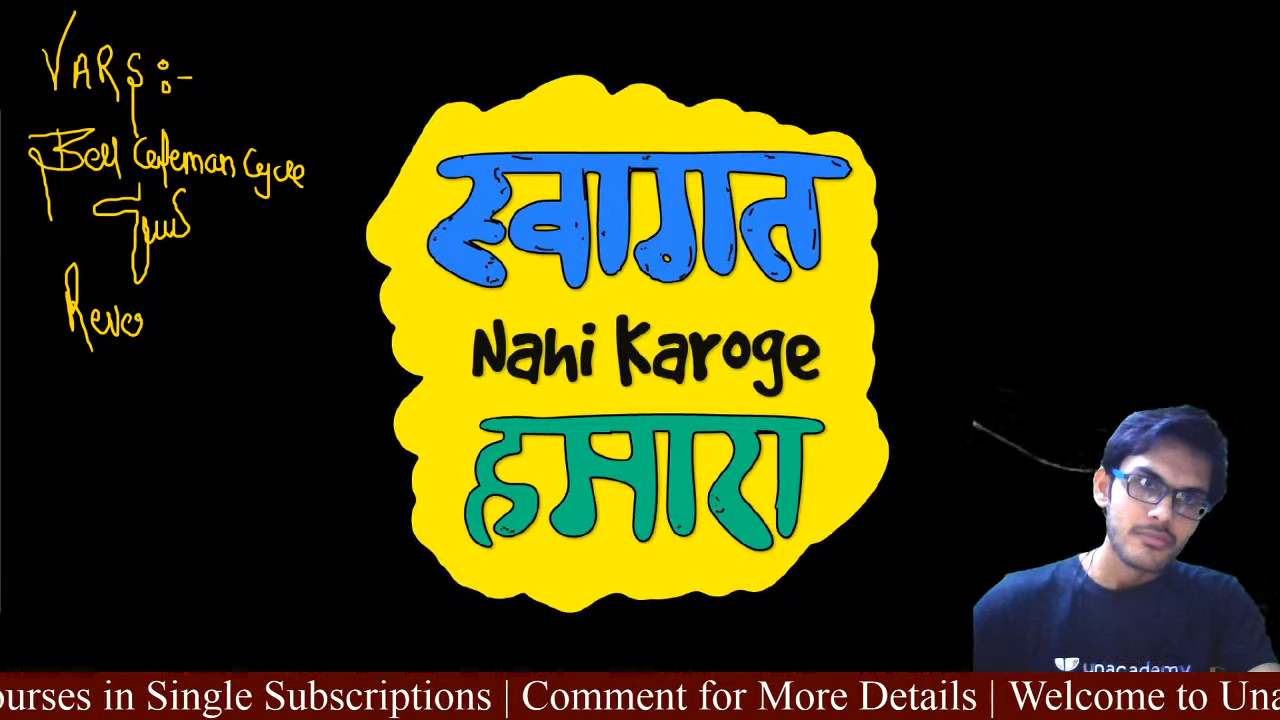 VARS :-
Bell Coleman Cycle
Reve
स्वागत
Nahi Karoge
हमारा
unacademy
ourses in Single Subscriptions | Comment for More Details | Welcome to Una